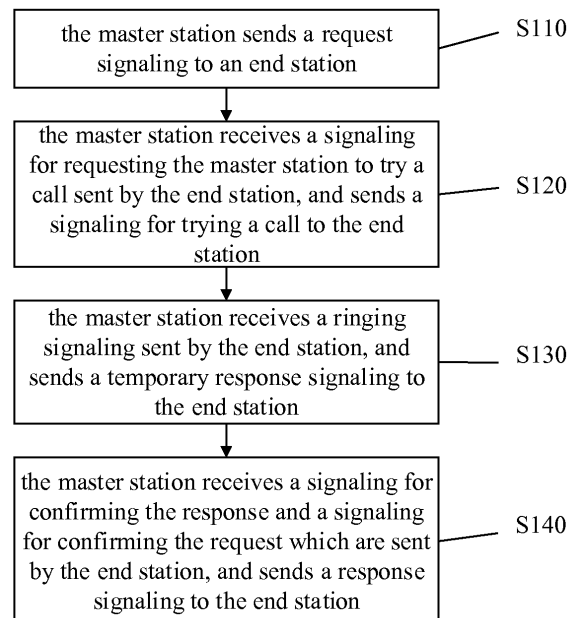 the master station sends a request
signaling to an end station
S110
the master station receives a signaling
for requesting the master station to try a
call sent by the end station, and sends a
signaling for trying a call to the end
station
S120
the master station receives a ringing
signaling sent by the end station, and
sends a temporary response signaling to
the end station
S130
the master station receives a signaling for
confirming the response and a signaling
for confirming the request which are sent
by the end station, and sends a response
signaling to the end station
S140